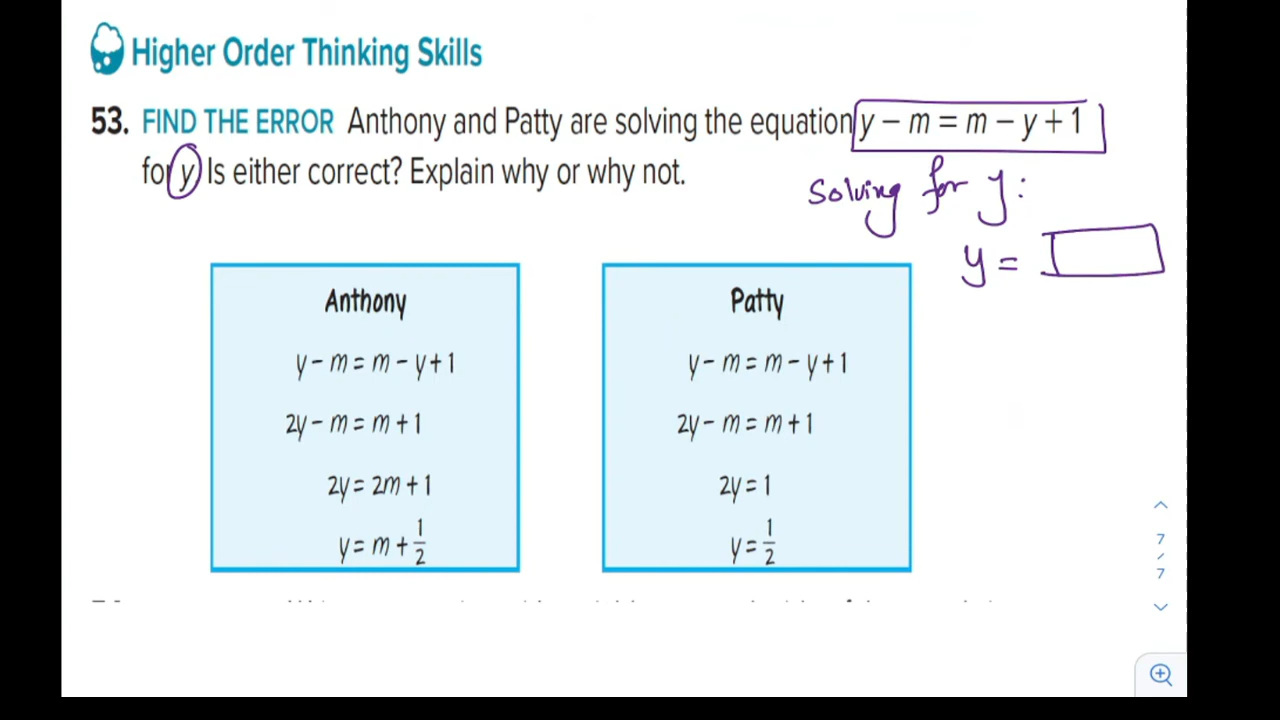 Higher Order Thinking Skills
53. FIND THE ERROR Anthony and Patty are solving the equation y − m = m − y + 1
for y. Is either correct? Explain why or why not.
Solving for y:
y =
Anthony
y − m = m − y + 1
2y − m = m + 1
2y = 2m + 1
y = m + 1/2
Patty
y − m = m − y + 1
2y − m = m + 1
2y = 1
y = 1/2
7
/
7